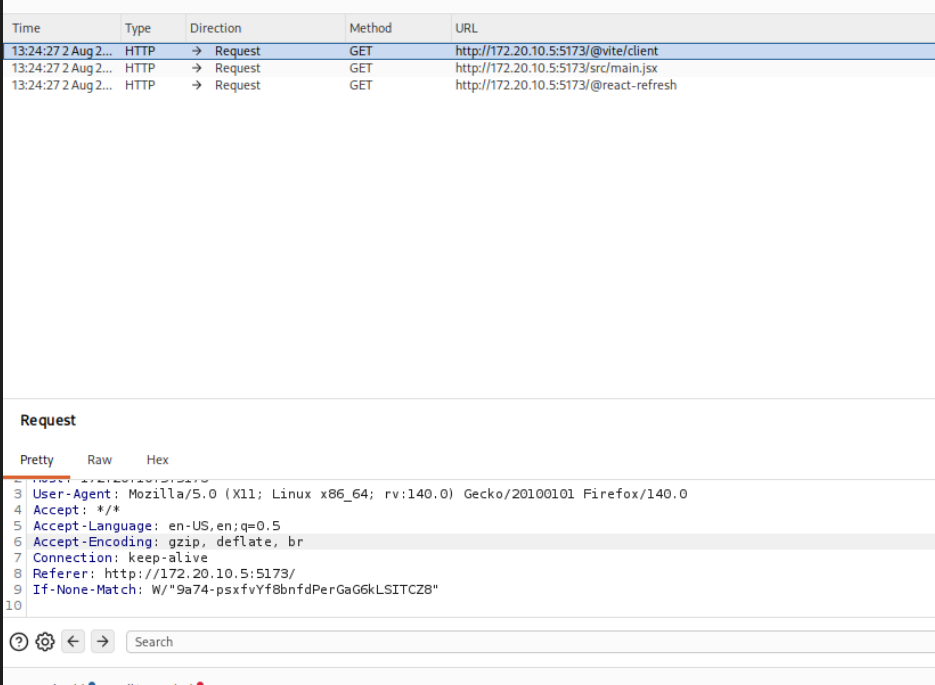 Time Type Direction Method URL
13:24:27 2 Aug 2... HTTP → Request GET http://172.20.10.5:5173/@vite/client
13:24:27 2 Aug 2... HTTP → Request GET http://172.20.10.5:5173/src/main.jsx
13:24:27 2 Aug 2... HTTP → Request GET http://172.20.10.5:5173/@react-refresh
Request
Pretty Raw Hex
3 User-Agent: Mozilla/5.0 (X11; Linux x86_64; rv:140.0) Gecko/20100101 Firefox/140.0
4 Accept: */*
5 Accept-Language: en-US,en;q=0.5
6 Accept-Encoding: gzip, deflate, br
7 Connection: keep-alive
8 Referer: http://172.20.10.5:5173/
9 If-None-Match: W/"9a74-psxfvYf8bnfdPerGaG6kLSITCZ8"
10
Search